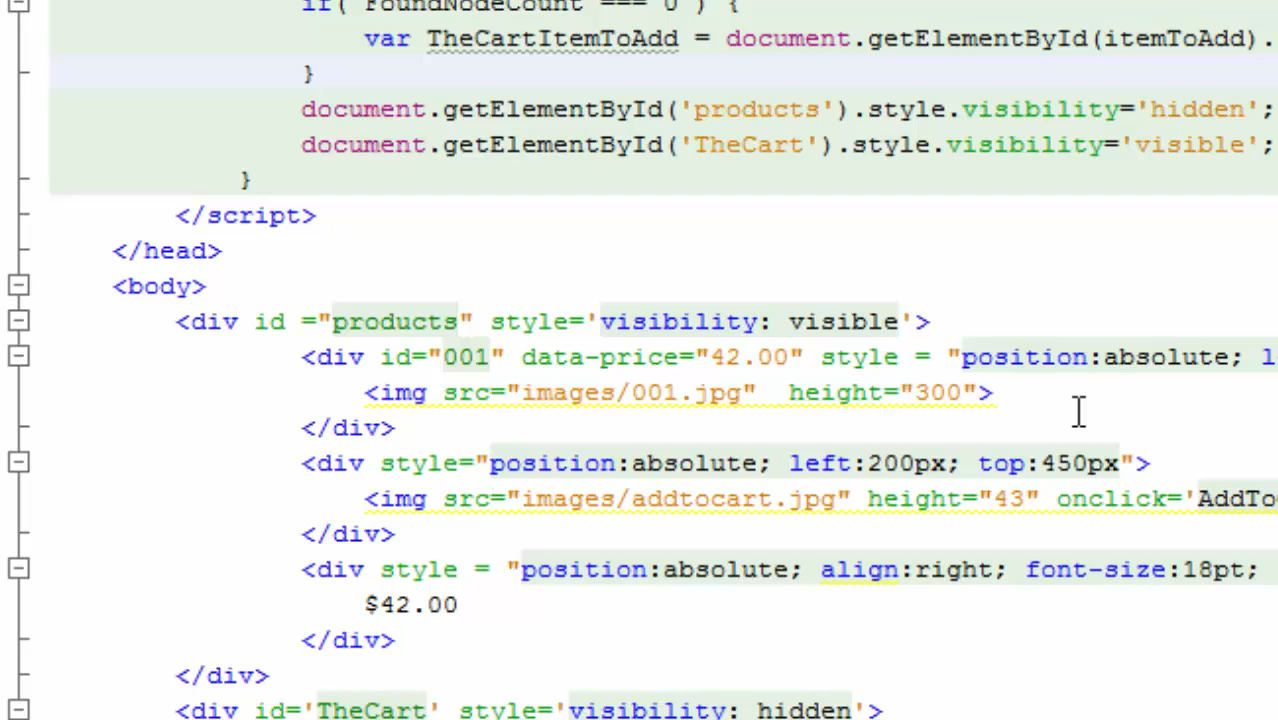 if( FoundNodeCount === 0 ) {
var TheCartItemToAdd = document.getElementById(itemToAdd).
}
document.getElementById('products').style.visibility='hidden';
document.getElementById('TheCart').style.visibility='visible';
}
</script>
</head>
<body>
<div id ="products" style='visibility: visible'>
<div id="001" data-price="42.00" style = "position:absolute; l
<img src="images/001.jpg"  height="300">
</div>
<div style="position:absolute; left:200px; top:450px">
<img src="images/addtocart.jpg" height="43" onclick='AddTo
</div>
<div style = "position:absolute; align:right; font-size:18pt;
$42.00
</div>
</div>
<div id='TheCart' style='visibility: hidden'>